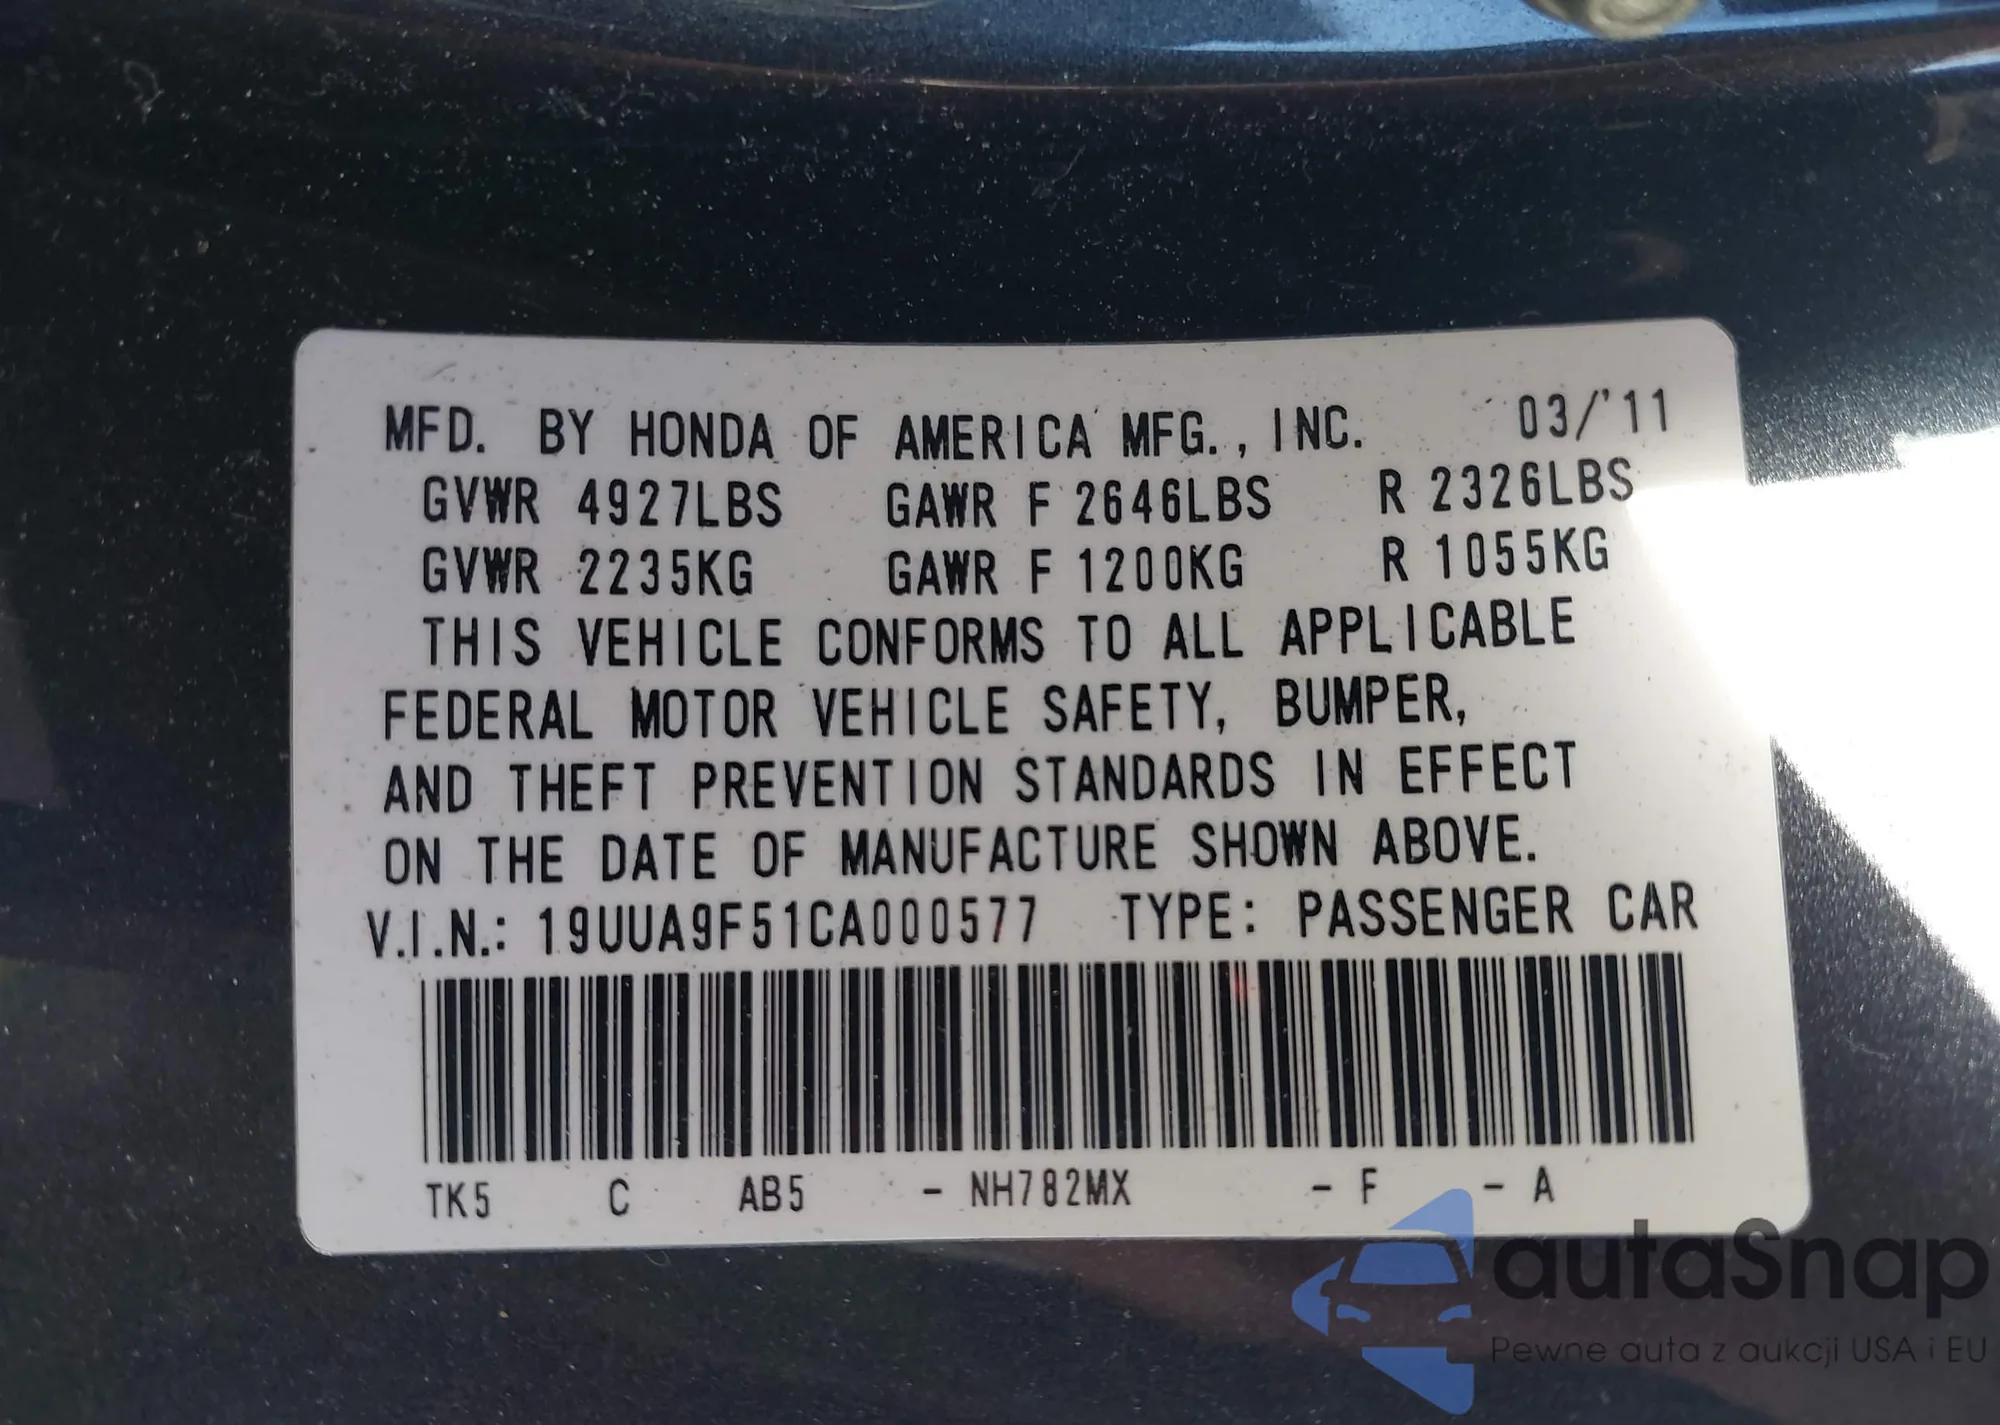 MFD. BY HONDA OF AMERICA MFG., INC. 03/'11
GVWR 4927LBS GAWR F 2646LBS R 2326LBS
GVWR 2235KG GAWR F 1200KG R 1055KG
THIS VEHICLE CONFORMS TO ALL APPLICABLE
FEDERAL MOTOR VEHICLE SAFETY, BUMPER,
AND THEFT PREVENTION STANDARDS IN EFFECT
ON THE DATE OF MANUFACTURE SHOWN ABOVE.
V.I.N.: 19UUA9F51CA000577 TYPE: PASSENGER CAR
TK5 C AB5 - NH782MX - F - A
autaSnap
Pewne auta z aukcji USA i EU